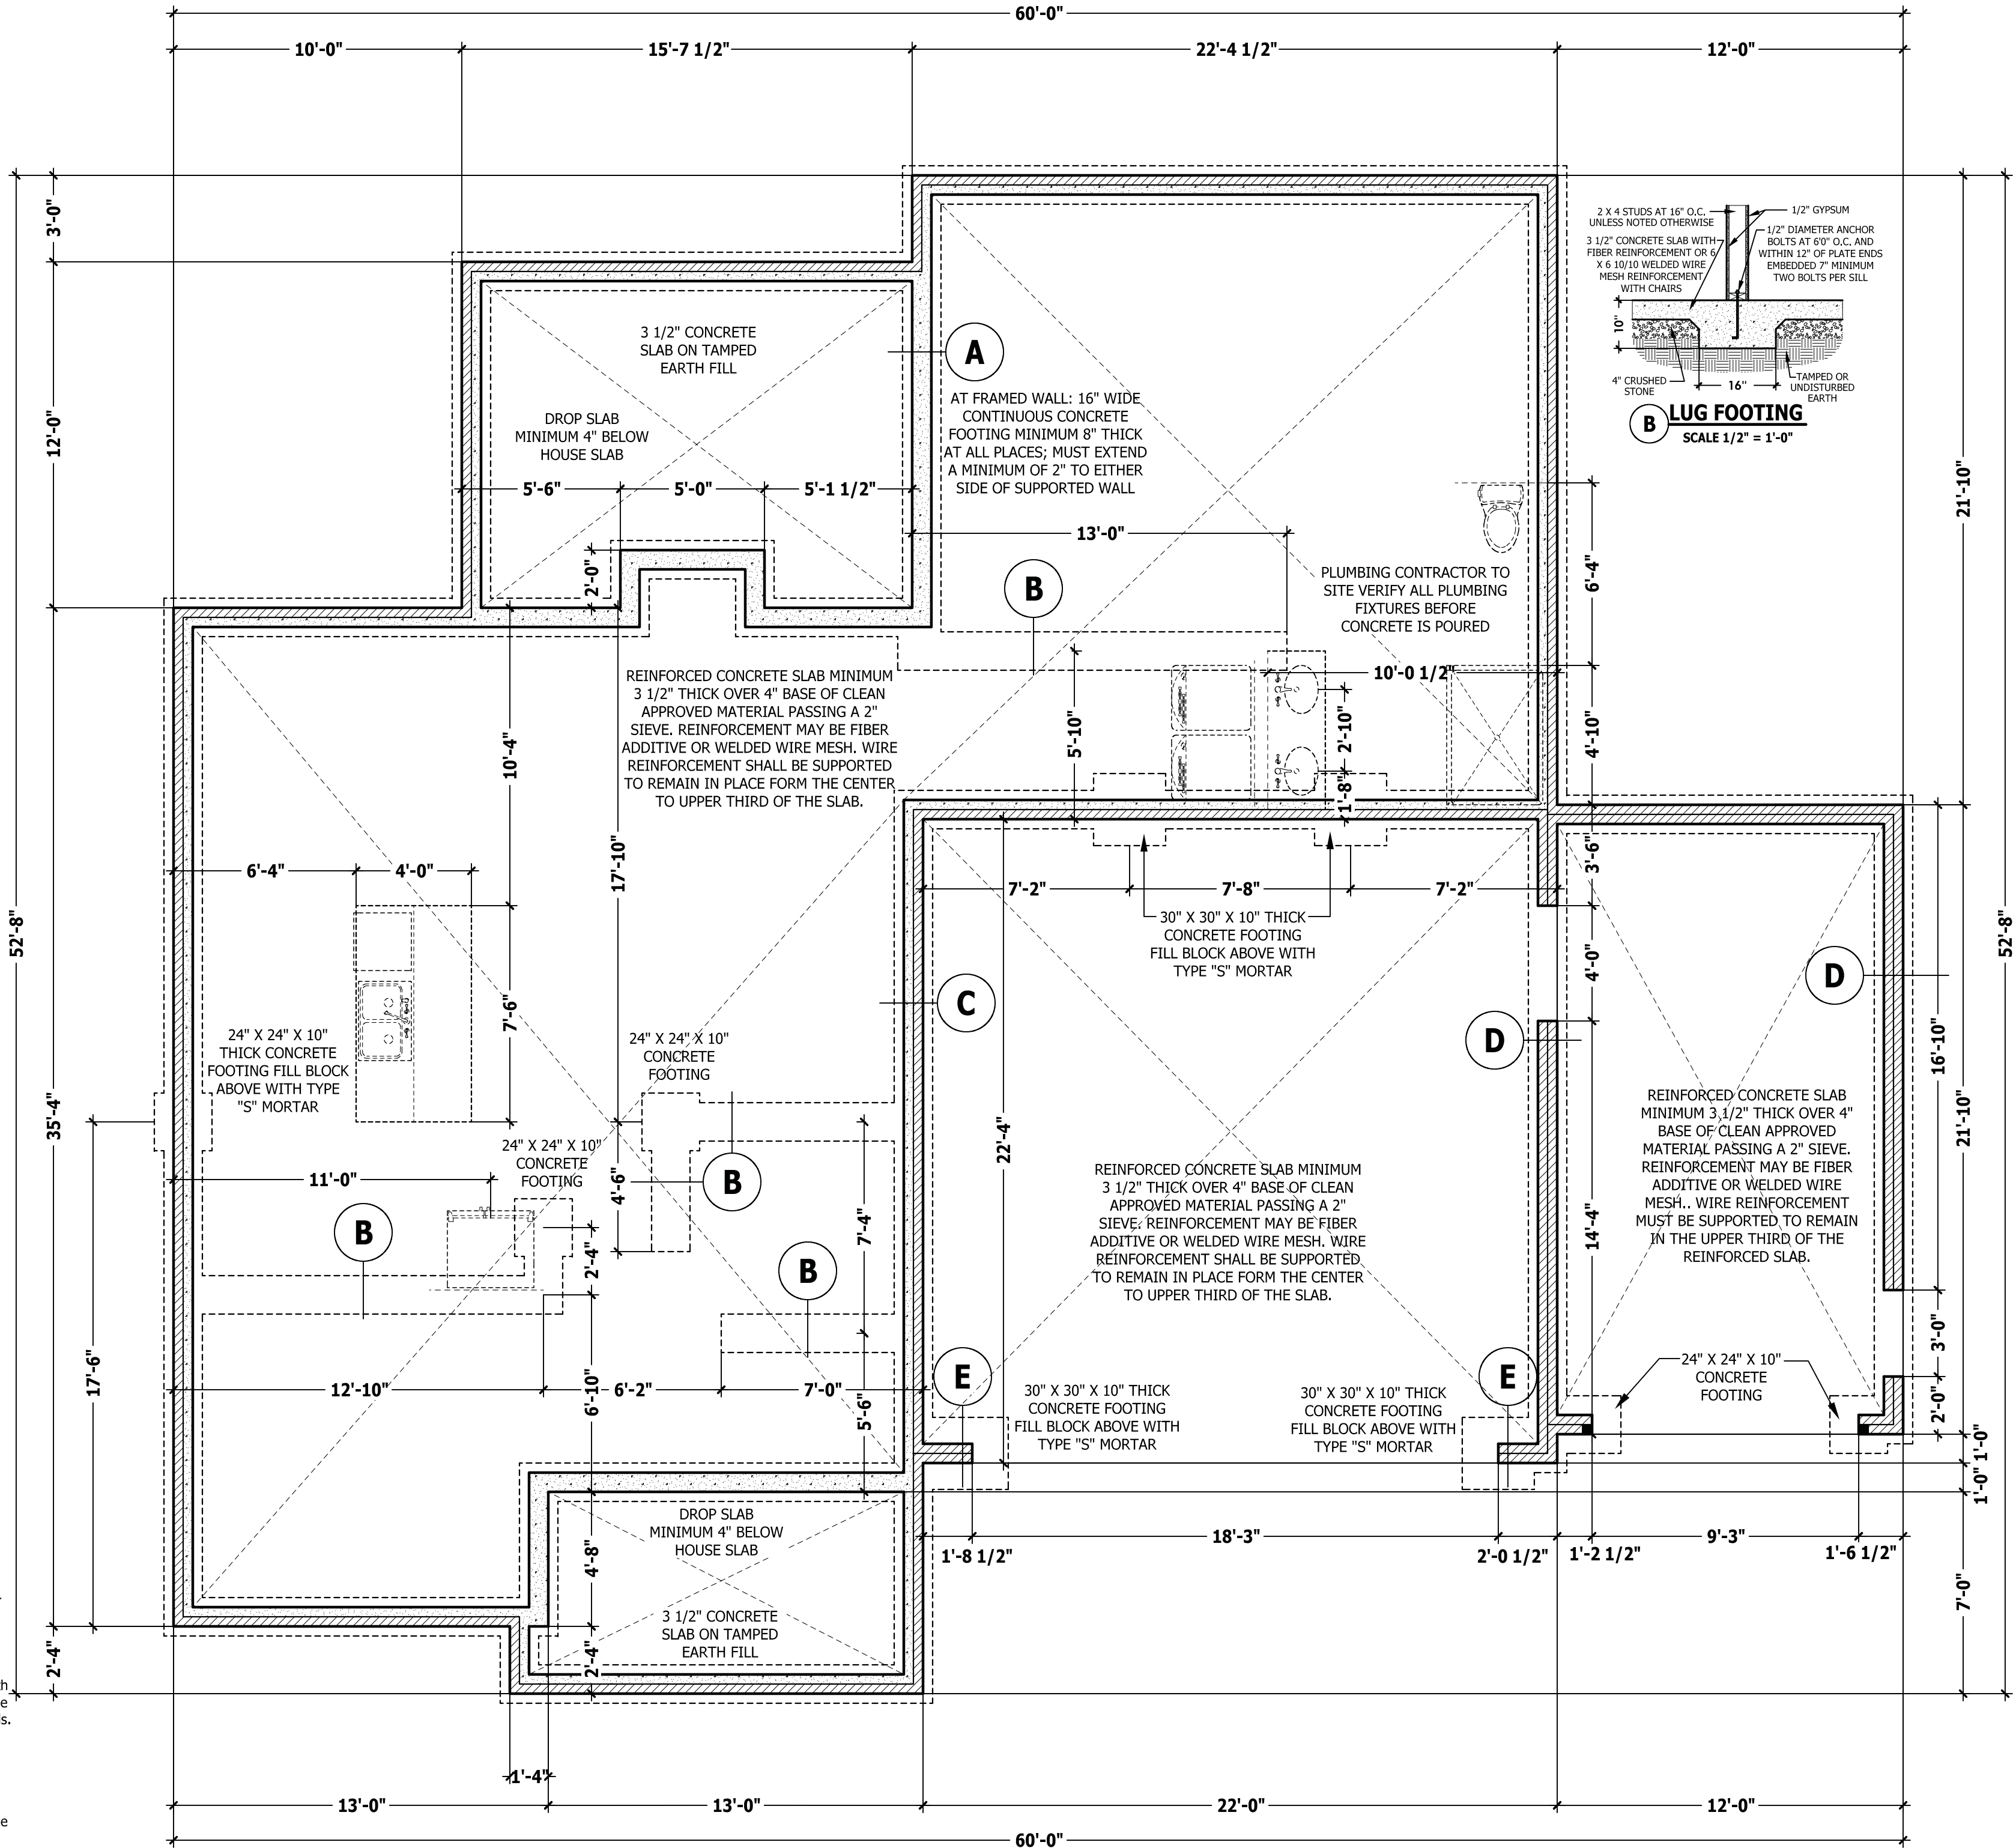 60'-0"
10'-0"
15'-7 1/2"
22'-4 1/2"
12'-0"
3'-0"
12'-0"
52'-8"
35'-4"
17'-6"
2'-4"
2 X 4 STUDS AT 16" O.C.
UNLESS NOTED OTHERWISE
3 1/2" CONCRETE SLAB WITH
FIBER REINFORCEMENT OR 6
X 6 10/10 WELDED WIRE
MESH REINFORCEMENT
WITH CHAIRS
1/2" GYPSUM
1/2" DIAMETER ANCHOR
BOLTS AT 6'0" O.C. AND
WITHIN 12" OF PLATE ENDS
EMBEDDED 7" MINIMUM
TWO BOLTS PER SILL
10"
4" CRUSHED
STONE
16"
TAMPED OR
UNDISTURBED
EARTH
B
LUG FOOTING
SCALE 1/2" = 1'-0"
3 1/2" CONCRETE
SLAB ON TAMPED
EARTH FILL
A
DROP SLAB
MINIMUM 4" BELOW
HOUSE SLAB
AT FRAMED WALL: 16" WIDE
CONTINUOUS CONCRETE
FOOTING MINIMUM 8" THICK
AT ALL PLACES; MUST EXTEND
A MINIMUM OF 2" TO EITHER
SIDE OF SUPPORTED WALL
5'-6"
5'-0"
5'-1 1/2"
2'-0"
13'-0"
B
PLUMBING CONTRACTOR TO
SITE VERIFY ALL PLUMBING
FIXTURES BEFORE
CONCRETE IS POURED
6'-4"
21'-10"
REINFORCED CONCRETE SLAB MINIMUM
3 1/2" THICK OVER 4" BASE OF CLEAN
APPROVED MATERIAL PASSING A 2"
SIEVE. REINFORCEMENT MAY BE FIBER
ADDITIVE OR WELDED WIRE MESH. WIRE
REINFORCEMENT SHALL BE SUPPORTED
TO REMAIN IN PLACE FORM THE CENTER
TO UPPER THIRD OF THE SLAB.
10'-4"
17'-10"
5'-10"
10'-0 1/2"
2'-10"
1'-8"
4'-10"
3'-6"
6'-4"
4'-0"
7'-2"
7'-8"
7'-2"
30" X 30" X 10" THICK
CONCRETE FOOTING
FILL BLOCK ABOVE WITH
TYPE "S" MORTAR
52'-8"
4'-0"
D
C
D
7'-6"
24" X 24" X 10"
THICK CONCRETE
FOOTING FILL BLOCK
ABOVE WITH TYPE
"S" MORTAR
24" X 24" X 10"
CONCRETE
FOOTING
16'-10"
21'-10"
22'-4"
24" X 24" X 10"
CONCRETE
FOOTING
11'-0"
B
B
B
4'-6"
7'-4"
2'-4"
14'-4"
REINFORCED CONCRETE SLAB MINIMUM
3 1/2" THICK OVER 4" BASE OF CLEAN
APPROVED MATERIAL PASSING A 2"
SIEVE. REINFORCEMENT MAY BE FIBER
ADDITIVE OR WELDED WIRE MESH. WIRE
REINFORCEMENT SHALL BE SUPPORTED
TO REMAIN IN PLACE FORM THE CENTER
TO UPPER THIRD OF THE SLAB.
REINFORCED CONCRETE SLAB
MINIMUM 3 1/2" THICK OVER 4"
BASE OF CLEAN APPROVED
MATERIAL PASSING A 2" SIEVE.
REINFORCEMENT MAY BE FIBER
ADDITIVE OR WELDED WIRE
MESH.. WIRE REINFORCEMENT
MUST BE SUPPORTED TO REMAIN
IN THE UPPER THIRD OF THE
REINFORCED SLAB.
3'-0"
2'-0"
24" X 24" X 10"
CONCRETE
FOOTING
12'-10"
6'-10"
6'-2"
7'-0"
5'-6"
E
E
30" X 30" X 10" THICK
CONCRETE FOOTING
FILL BLOCK ABOVE WITH
TYPE "S" MORTAR
30" X 30" X 10" THICK
CONCRETE FOOTING
FILL BLOCK ABOVE WITH
TYPE "S" MORTAR
1'-0"
1'-0"
DROP SLAB
MINIMUM 4" BELOW
HOUSE SLAB
4'-8"
3 1/2" CONCRETE
SLAB ON TAMPED
EARTH FILL
2'-4"
1'-8 1/2"
18'-3"
2'-0 1/2"
1'-2 1/2"
9'-3"
1'-6 1/2"
7'-0"
1'-4"
13'-0"
13'-0"
22'-0"
12'-0"
60'-0"